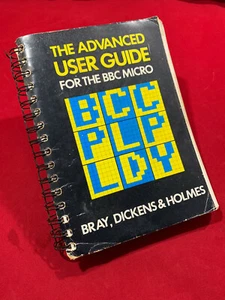 THE ADVANCED
USER GUIDE
FOR THE BBC MICRO
BCC
PLP
LDY
BRAY, DICKENS & HOLMES